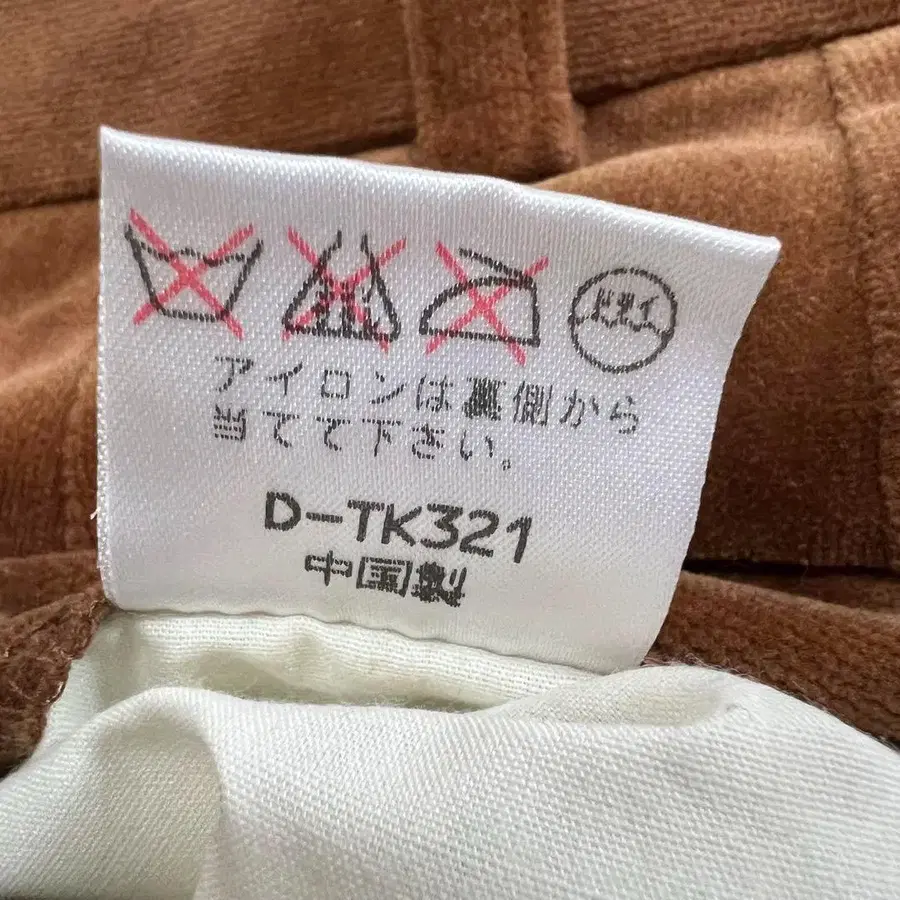 ドライ
アイロンは裏側から
当てて下さい。
D-TK321
中国製